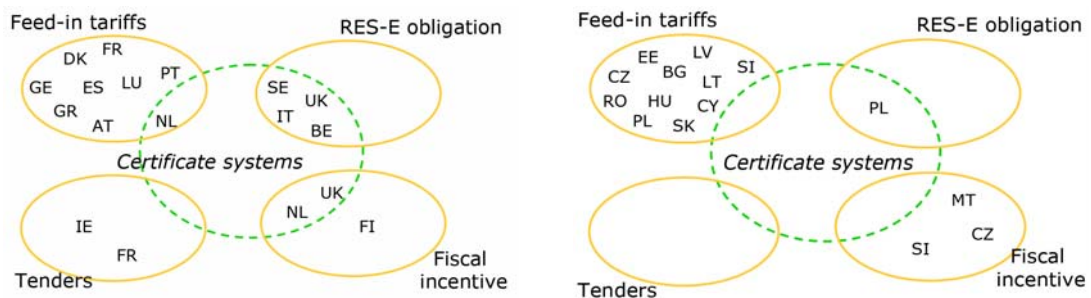 Feed-in tariffs
RES-E obligation
FR
DK
PT
GE
ES
LU
GR
AT
NL
SE
UK
IT
BE
Certificate systems
UK
NL
FI
IE
FR
Tenders
Fiscal
incentive
Feed-in tariffs
RES-E obligation
LV
EE
SI
CZ
BG
LT
RO
HU
CY
PL
SK
PL
Certificate systems
MT
CZ
SI
Tenders
Fiscal
incentive